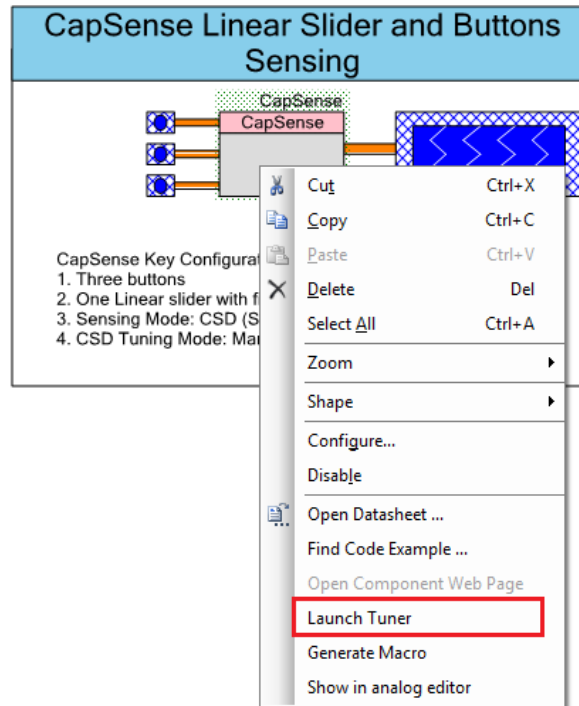 CapSense Linear Slider and Buttons
Sensing
CapSense
CapSense
CapSense Key Configurat
1. Three buttons
2. One Linear slider with f
3. Sensing Mode: CSD (S
4. CSD Tuning Mode: Ma
Cut Ctrl+X
Copy Ctrl+C
Paste Ctrl+V
Delete Del
Select All Ctrl+A
Zoom
Shape
Configure...
Disable
Open Datasheet ...
Find Code Example ...
Open Component Web Page
Launch Tuner
Generate Macro
Show in analog editor